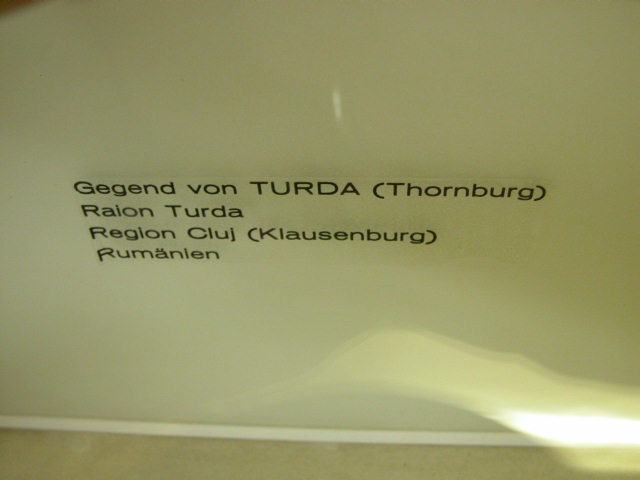 Gegend von TURDA (Thornburg)
Raion Turda
Region Cluj (Klausenburg)
Rumänien